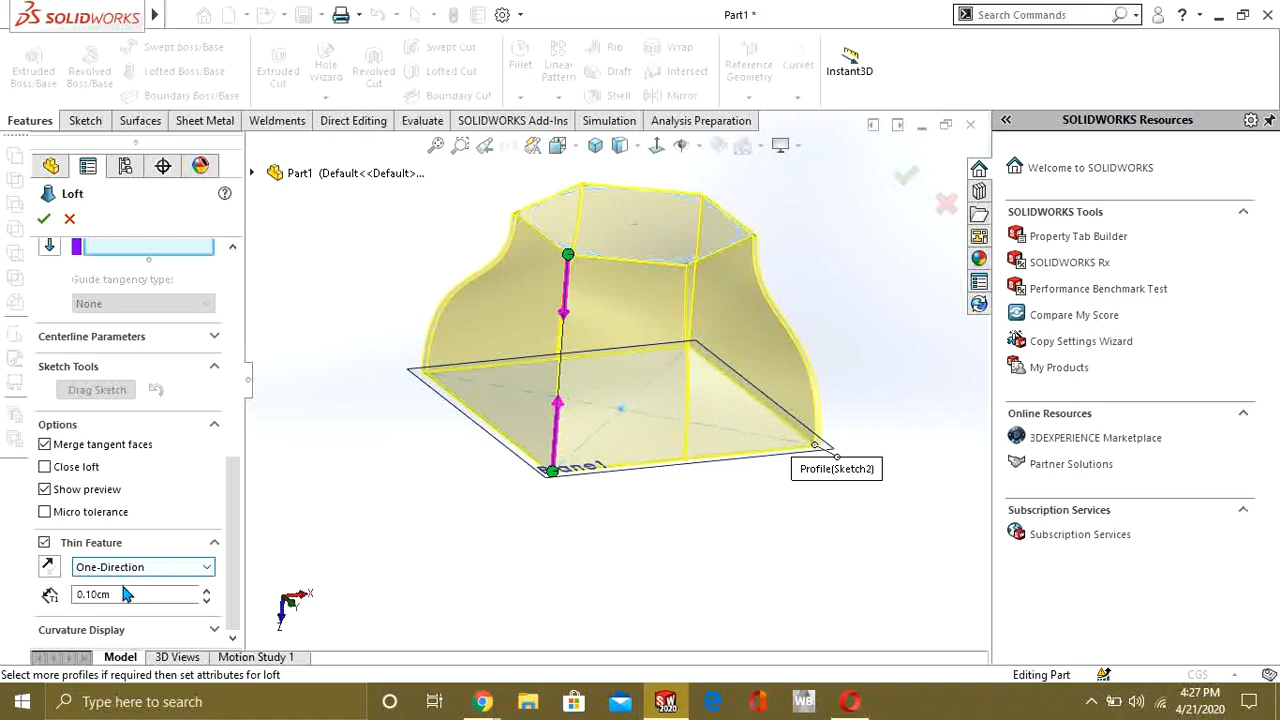 SOLIDWORKS
Part1 *
Search Commands
Extruded Boss/Base
Revolved Boss/Base
Swept Boss/Base
Lofted Boss/Base
Boundary Boss/Base
Extruded Cut
Hole Wizard
Revolved Cut
Swept Cut
Lofted Cut
Boundary Cut
Fillet
Linear Pattern
Rib
Draft
Shell
Wrap
Intersect
Mirror
Reference Geometry
Curves
Instant3D
Features
Sketch
Surfaces
Sheet Metal
Weldments
Direct Editing
Evaluate
SOLIDWORKS Add-Ins
Simulation
Analysis Preparation
Part1 (Default<<Default>...
Loft
Guide tangency type:
None
Centerline Parameters
Sketch Tools
Drag Sketch
Options
Merge tangent faces
Close loft
Show preview
Micro tolerance
Thin Feature
One-Direction
0.10cm
Curvature Display
Plane1
Profile(Sketch2)
X
Y
Z
SOLIDWORKS Resources
Welcome to SOLIDWORKS
SOLIDWORKS Tools
Property Tab Builder
SOLIDWORKS Rx
Performance Benchmark Test
Compare My Score
Copy Settings Wizard
My Products
Online Resources
3DEXPERIENCE Marketplace
Partner Solutions
Subscription Services
Subscription Services
Model
3D Views
Motion Study 1
Select more profiles if required then set attributes for loft
Editing Part
CGS
Type here to search
4:27 PM
4/21/2020